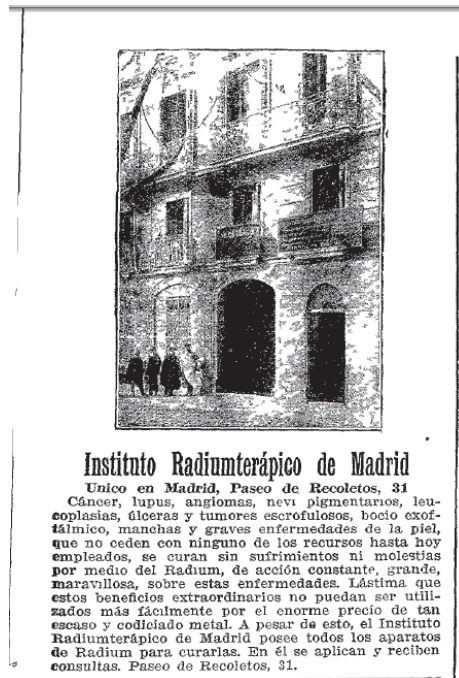 Instituto Radiumterápico de Madrid
Unico en Madrid, Paseo de Recoletos, 31
Cáncer, lupus, angiomas, nevi pigmentarios, leu-
coplasias, úlceras y tumores escrofulosos, bocio exof-
tálmico, manchas y graves enfermedades de la piel,
que no ceden con ninguno de los recursos hasta hoy
empleados, se curan sin sufrimientos ni molestias
por medio del Radium, de acción constante, grande,
maravillosa, sobre estas enfermedades. Lástima que
estos beneficios extraordinarios no puedan ser utili-
zados más fácilmente por el enorme precio de tan
escaso y codiciado metal. A pesar de esto, el Instituto
Radiumterápico de Madrid posee todos los aparatos
de Radium para curarlas. En él se aplican y reciben
consultas. Paseo de Recoletos, 31.